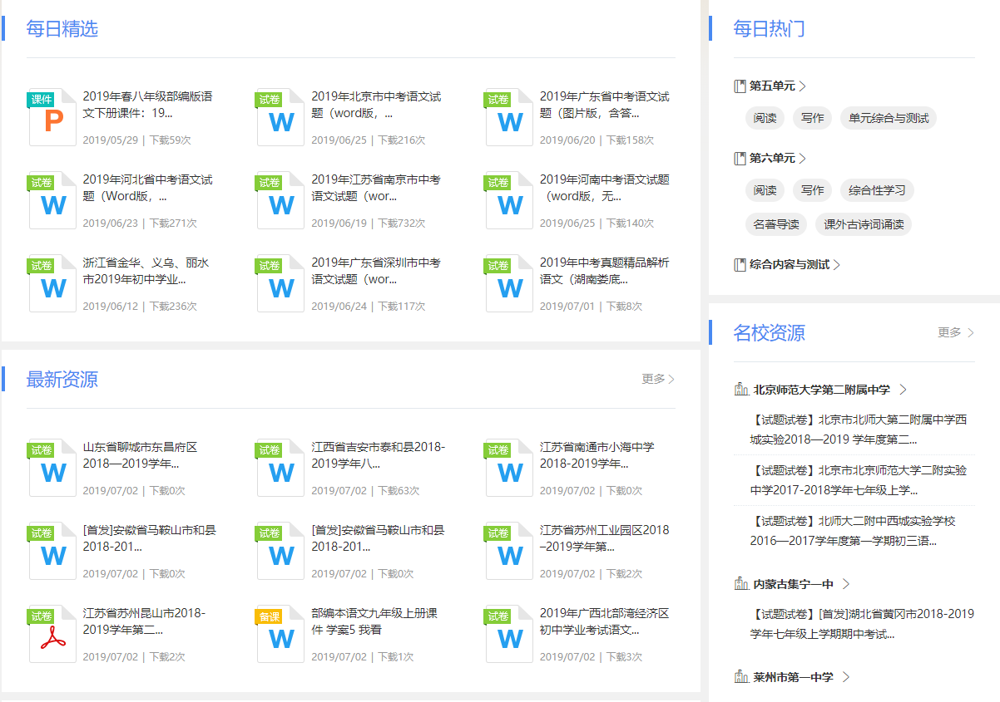 每日精选
课件
P
2019年春八年级部编版语
文下册课件：19...
2019/05/29 | 下载59次
试卷
W
2019年北京市中考语文试
题（word版，...
2019/06/25 | 下载216次
试卷
W
2019年广东省中考语文试
题（图片版，含答...
2019/06/20 | 下载158次
试卷
W
2019年河北省中考语文试
题（Word版，...
2019/06/23 | 下载271次
试卷
W
2019年江苏省南京市中考
语文试题（wor...
2019/06/19 | 下载732次
试卷
W
2019年河南中考语文试题
（word版，无...
2019/06/25 | 下载140次
试卷
W
浙江省金华、义乌、丽水
市2019年初中学业...
2019/06/12 | 下载236次
试卷
W
2019年广东省深圳市中考
语文试题（wor...
2019/06/24 | 下载117次
试卷
W
2019年中考真题精品解析
语文（湖南娄底...
2019/07/01 | 下载8次
最新资源
更多
试卷
W
山东省聊城市东昌府区
2018—2019学年...
2019/07/02 | 下载0次
试卷
W
江西省吉安市泰和县2018-
2019学年八...
2019/07/02 | 下载63次
试卷
W
江苏省南通市小海中学
2018-2019学年...
2019/07/02 | 下载0次
试卷
W
[首发]安徽省马鞍山市和县
2018-201...
2019/07/02 | 下载0次
试卷
W
[首发]安徽省马鞍山市和县
2018-201...
2019/07/02 | 下载0次
试卷
W
江苏省苏州工业园区2018
–2019学年第...
2019/07/02 | 下载2次
试卷
江苏省苏州昆山市2018-
2019学年第二...
2019/07/02 | 下载2次
备课
W
部编本语文九年级上册课
件 学案5 我看
2019/07/02 | 下载1次
试卷
W
2019年广西北部湾经济区
初中学业考试语文...
2019/07/02 | 下载3次
每日热门
第五单元
阅读 写作 单元综合与测试
第六单元
阅读 写作 综合性学习
名著导读 课外古诗词诵读
综合内容与测试
名校资源
更多
北京师范大学第二附属中学
【试题试卷】北京市北师大第二附属中学西
城实验2018—2019 学年度第二...
【试题试卷】北京市北京师范大学二附实验
中学2017-2018学年七年级上学...
【试题试卷】北师大二附中西城实验学校
2016—2017学年度第一学期初三语...
内蒙古集宁一中
【试题试卷】[首发]湖北省黄冈市2018-2019
学年七年级上学期期中考试...
莱州市第一中学